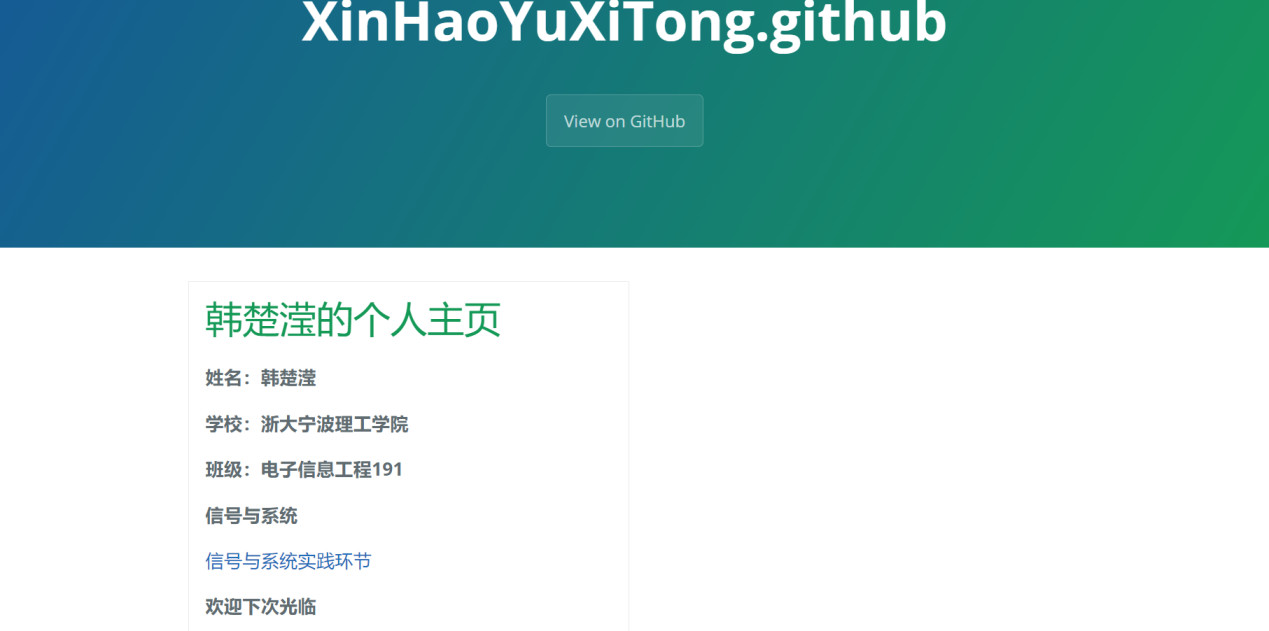 XinHaoYuXiTong.github
View on GitHub
韩楚滢的个人主页
姓名：韩楚滢
学校：浙大宁波理工学院
班级：电子信息工程191
信号与系统
信号与系统实践环节
欢迎下次光临